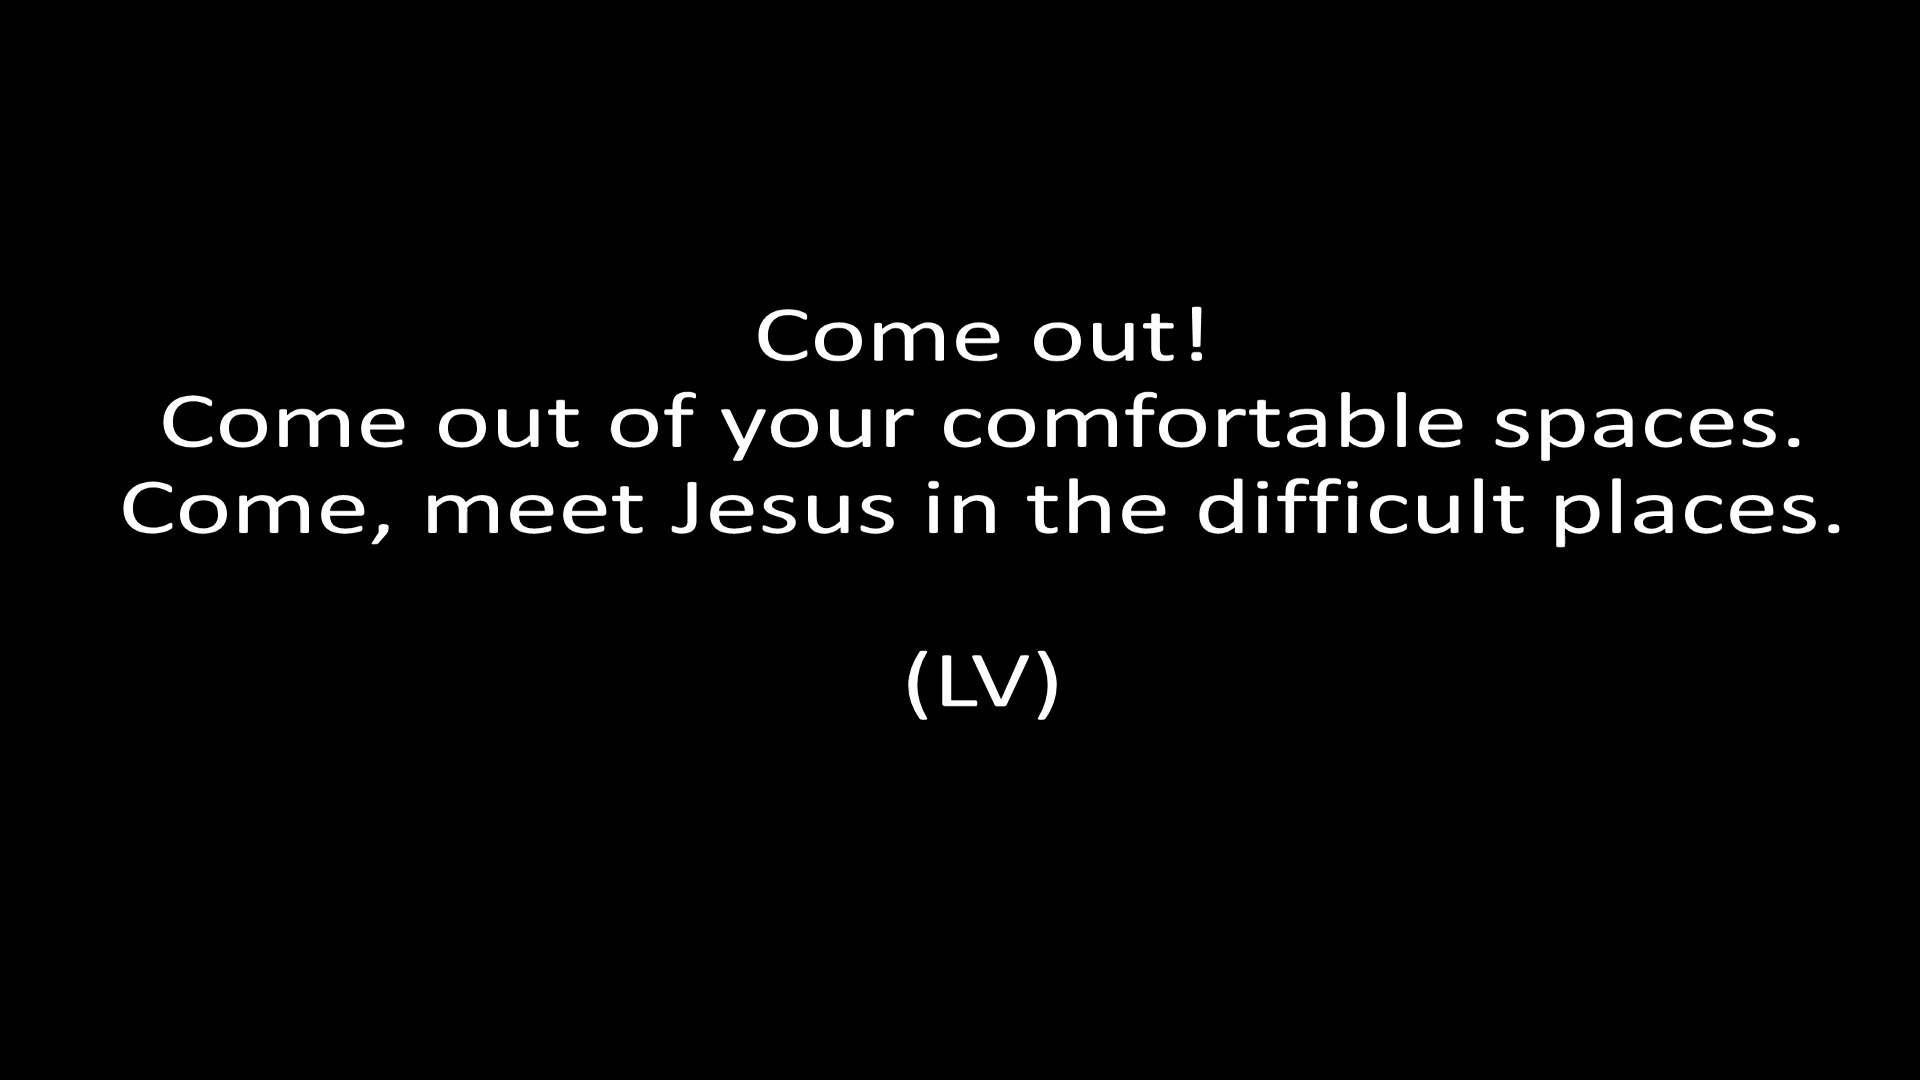 Come out!
Come out of your comfortable spaces.
Come, meet Jesus in the difficult places.
(LV)